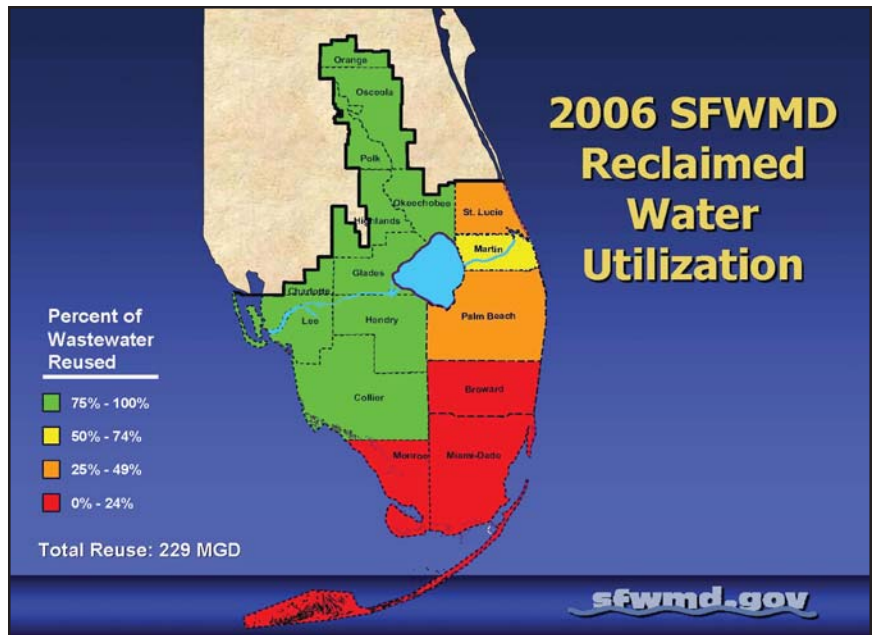 2006 SFWMD
Reclaimed
Water
Utilization
Orange
Osceola
Polk
Okeechobee
St. Lucie
Highlands
Martin
Glades
Charlotte
Lee
Hendry
Palm Beach
Collier
Broward
Monroe
Miami-Dade
Percent of
Wastewater
Reused
75% - 100%
50% - 74%
25% - 49%
0% - 24%
Total Reuse: 229 MGD
sfwmd.gov